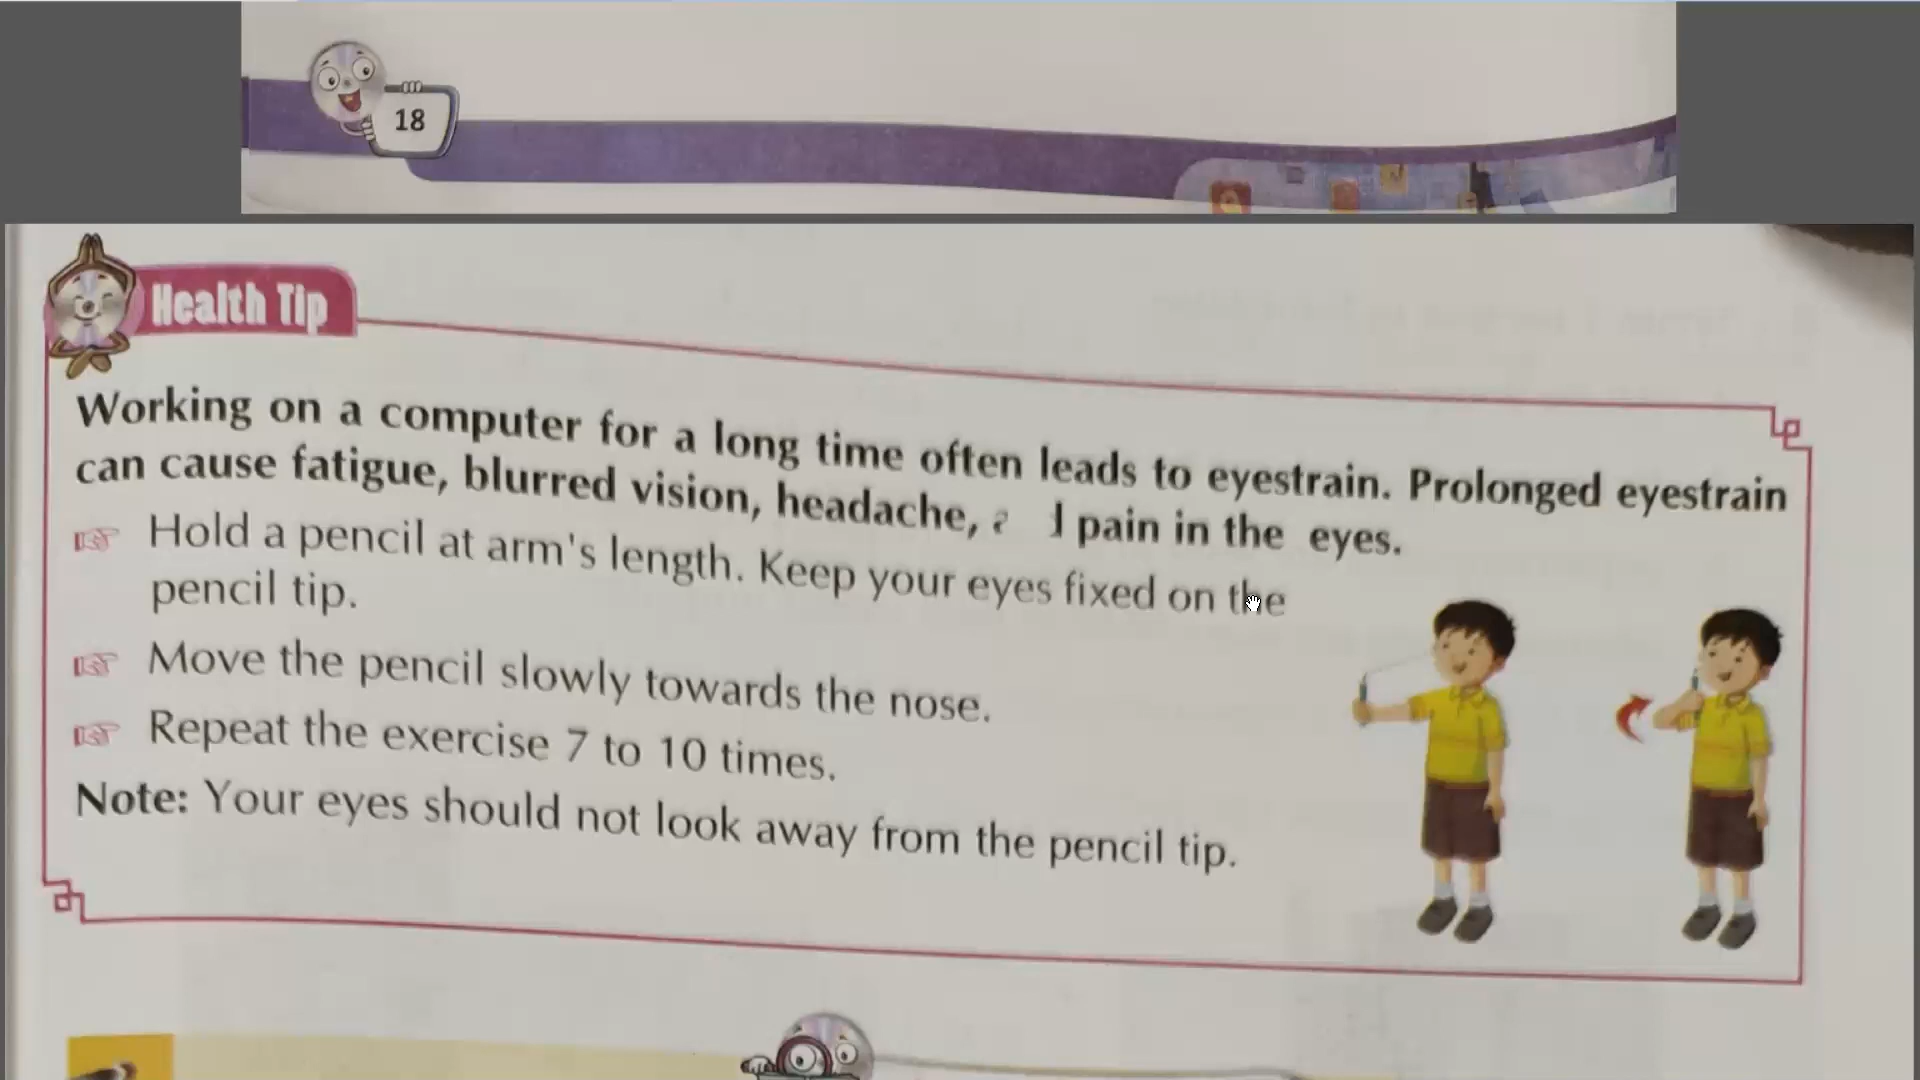 18
Health Tip
Working on a computer for a long time often leads to eyestrain. Prolonged eyestrain
can cause fatigue, blurred vision, headache, pain in the eyes.
Hold a pencil at arm's length. Keep your eyes fixed on the
pencil tip.
Move the pencil slowly towards the nose.
Repeat the exercise 7 to 10 times.
Note: Your eyes should not look away from the pencil tip.